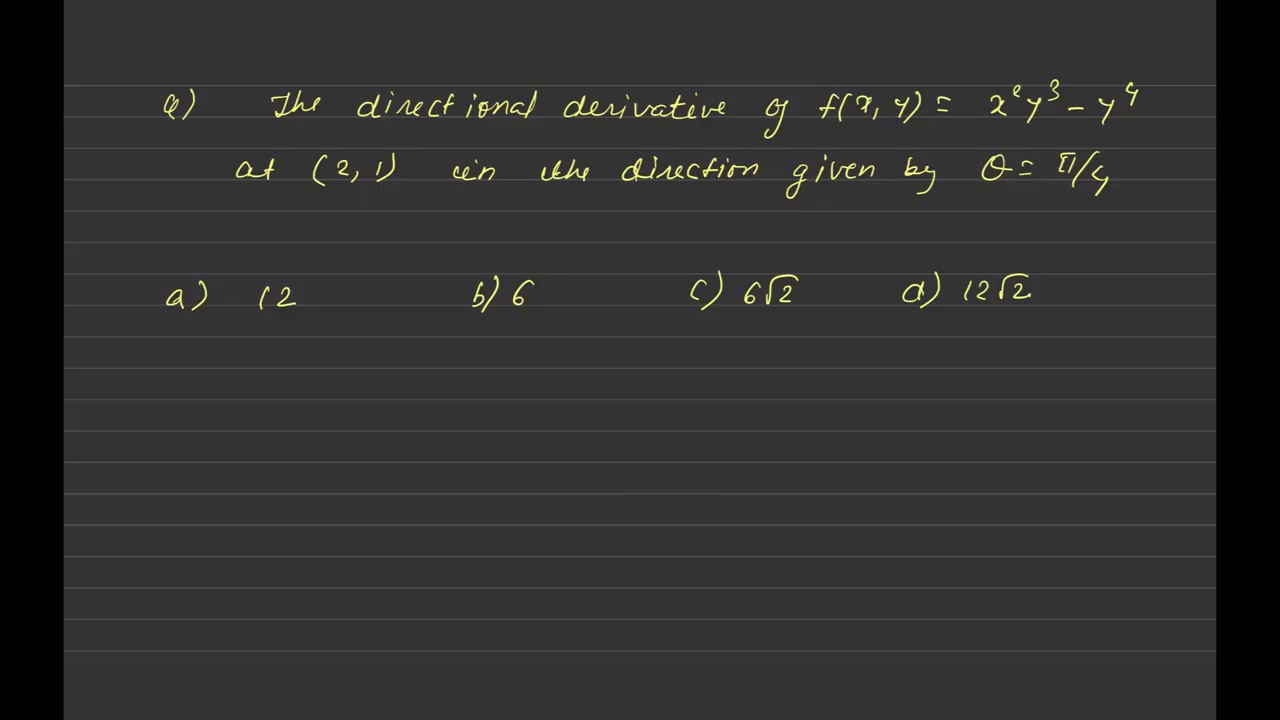 Q) The directional derivative of f(x, y) = x²y³ - y⁴
at (2, 1) in the direction given by θ = π/4
a) 12 b) 6 c) 6√2 d) 12√2